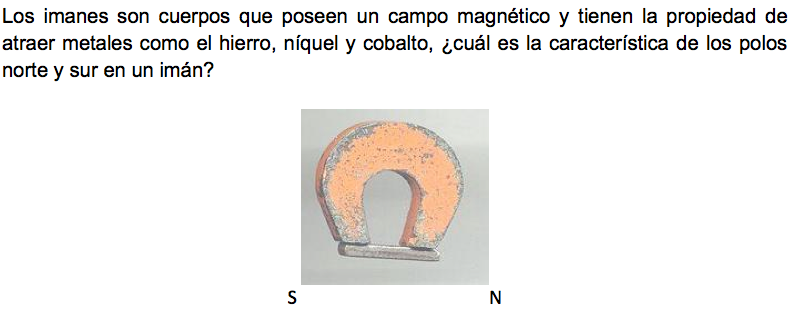 Los imanes son cuerpos que poseen un campo magnético y tienen la propiedad de
atraer metales como el hierro, níquel y cobalto, ¿cuál es la característica de los polos
norte y sur en un imán?
S N